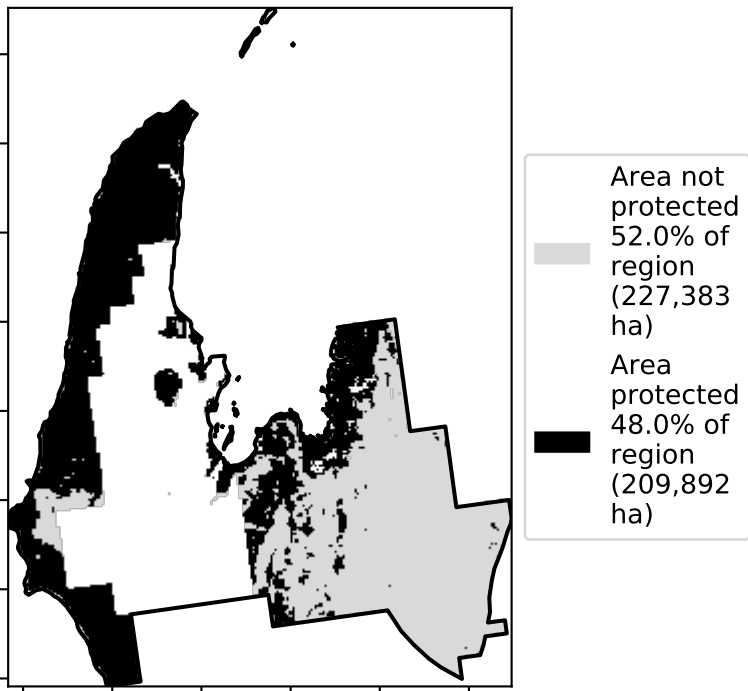 Area not
protected
52.0% of
region
(227,383
ha)
Area
protected
48.0% of
region
(209,892
ha)